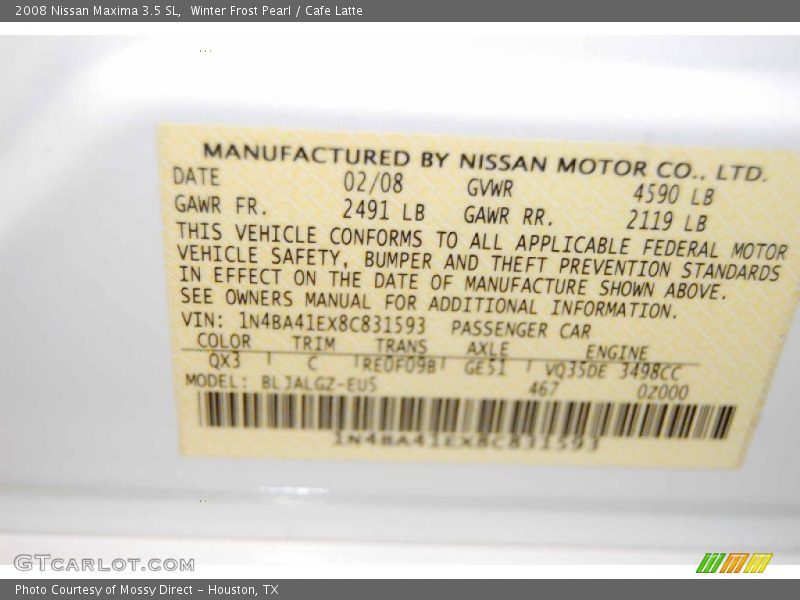 2008 Nissan Maxima 3.5 SL, Winter Frost Pearl / Cafe Latte
MANUFACTURED BY NISSAN MOTOR CO., LTD.
DATE 02/08 GVWR 4590 LB
GAWR FR. 2491 LB GAWR RR. 2119 LB
THIS VEHICLE CONFORMS TO ALL APPLICABLE FEDERAL MOTOR
VEHICLE SAFETY, BUMPER AND THEFT PREVENTION STANDARDS
IN EFFECT ON THE DATE OF MANUFACTURE SHOWN ABOVE.
SEE OWNERS MANUAL FOR ADDITIONAL INFORMATION.
VIN: 1N4BA41EX8C831593 PASSENGER CAR
COLOR TRIM TRANS AXLE ENGINE
QX3 C RE0F09B GE51 VQ35DE 3498CC
MODEL: BLJALGZ-EUS 467 02000
1N4BA41EX8C831593
GTCARLOT.COM
Photo Courtesy of Mossy Direct - Houston, TX